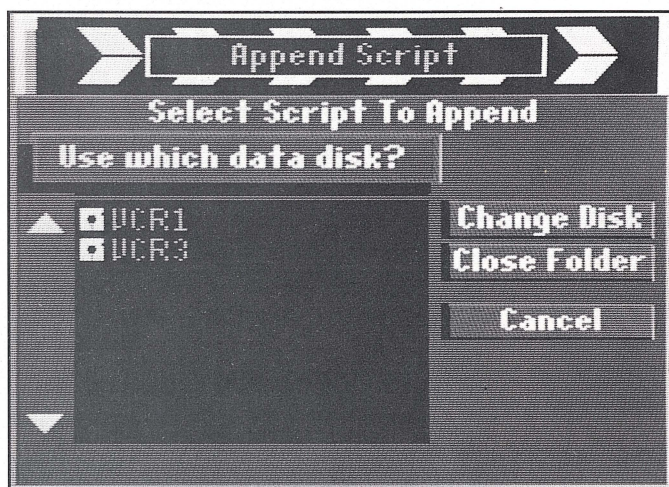 Append Script
Select Script To Append
Use which data disk?
VCR1
VCR3
Change Disk
Close Folder
Cancel